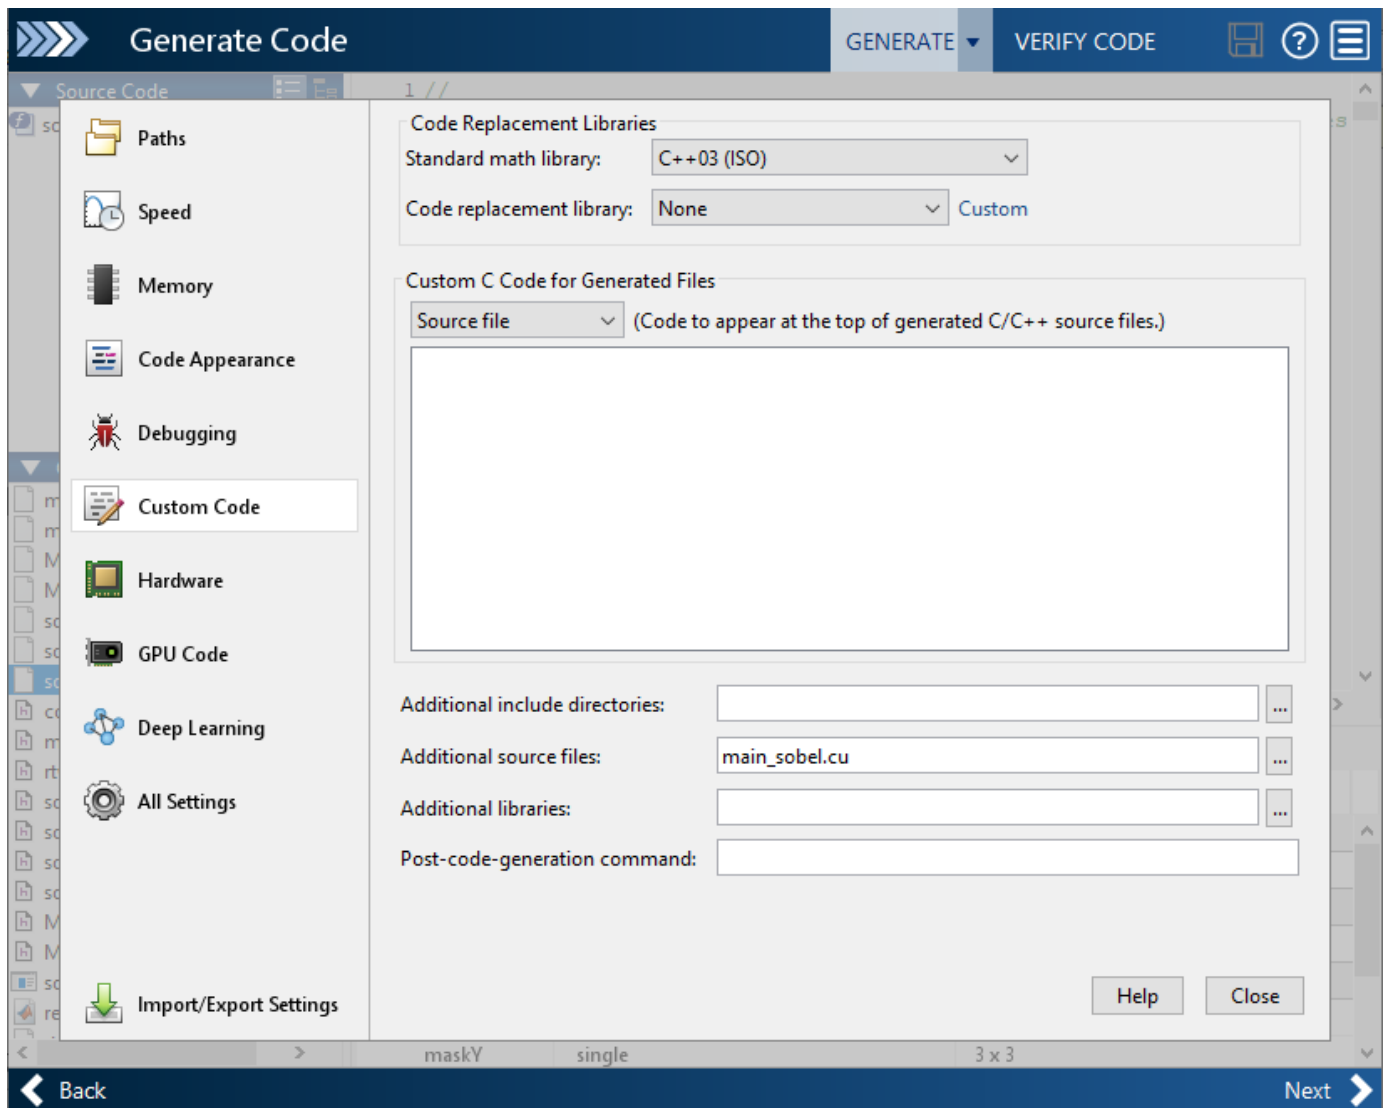 Generate Code
GENERATE
VERIFY CODE
Source Code
1 //
Paths
Speed
Memory
Code Appearance
Debugging
Custom Code
Hardware
GPU Code
Deep Learning
All Settings
Import/Export Settings
Code Replacement Libraries
Standard math library: C++03 (ISO)
Code replacement library: None Custom
Custom C Code for Generated Files
Source file (Code to appear at the top of generated C/C++ source files.)
Additional include directories: ...
Additional source files: main_sobel.cu ...
Additional libraries: ...
Post-code-generation command:
Help
Close
maskY single 3 x 3
Back
Next